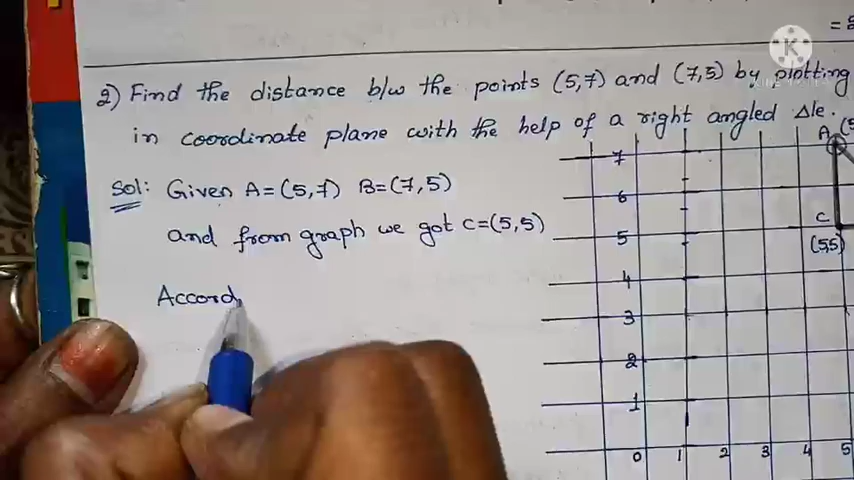 2) Find the distance b/w the points (5,7) and (7,5) by plotting
in coordinate plane with the help of a right angled Δle.
Sol: Given A=(5,7) B=(7,5)
and from graph we got C=(5,5)
Accord
A (5
7
6
C
5
(5,5)
4
3
2
1
0 1 2 3 4 5
K